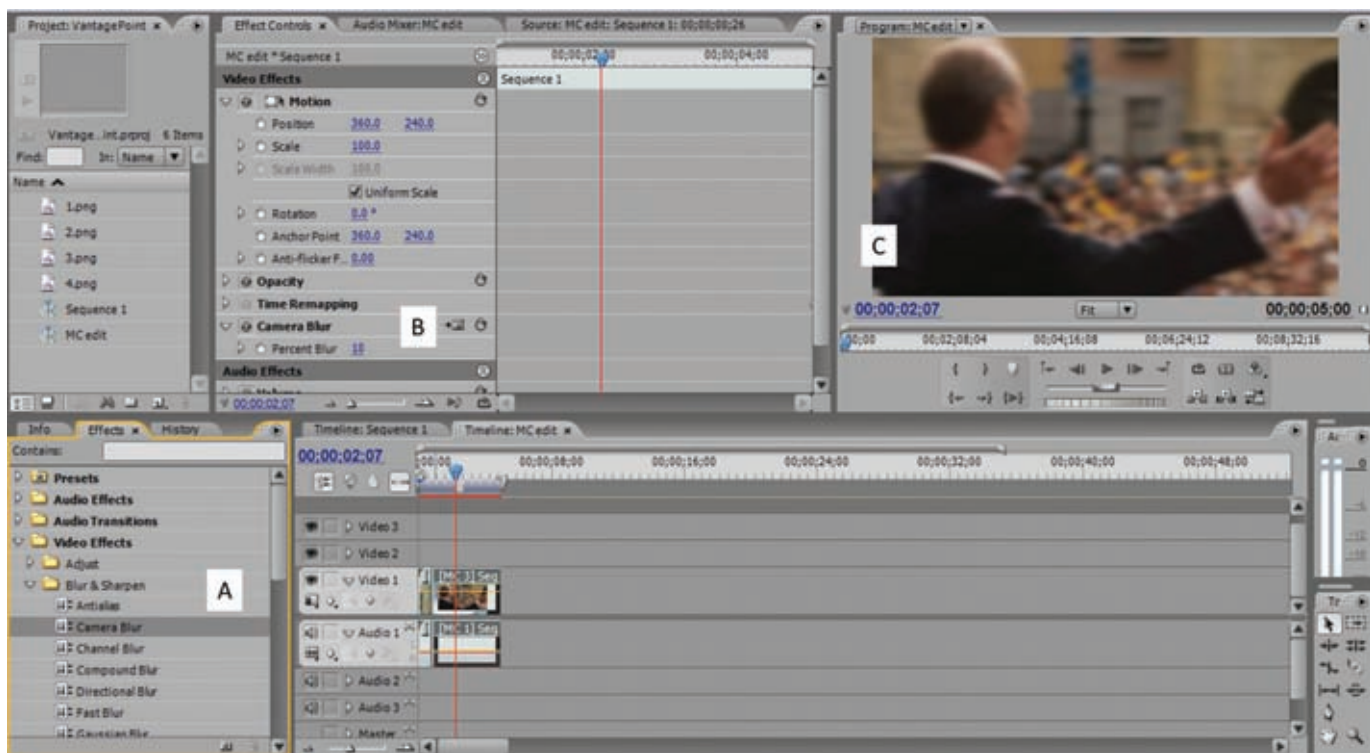 Project: VantagePoint
Vantage...int.prproj 6 Items
Find:
In: Name
Name
1.png
2.png
3.png
4.png
Sequence 1
MC edit
Effect Controls
Audio Mixer: MC edit
Source: MC edit: Sequence 1: 00;00;00;26
MC edit * Sequence 1
Video Effects
Motion
Position 360.0 240.0
Scale 100.0
Scale Width 100.0
Uniform Scale
Rotation 0.0 °
Anchor Point 360.0 240.0
Anti-flicker F... 0.00
Opacity
Time Remapping
Camera Blur
B
Percent Blur 10
Audio Effects
00;00;02;07
00;00;04;00
Sequence 1
Program: MC edit
C
00;00;02;07
Fit
00;00;05;00
00;00
00;02;08;04
00;04;16;08
00;06;24;12
00;08;32;16
Info
Effects
History
Contains:
Presets
Audio Effects
Audio Transitions
Video Effects
Adjust
Blur & Sharpen
A
Antialias
Camera Blur
Channel Blur
Compound Blur
Directional Blur
Fast Blur
Gaussian Blur
Timeline: Sequence 1
Timeline: MC edit
00;00;02;07
00;00;08;00
00;00;16;00
00;00;24;00
00;00;32;00
00;00;40;00
00;00;48;00
Video 3
Video 2
Video 1
Audio 1
Audio 2
Audio 3
Master